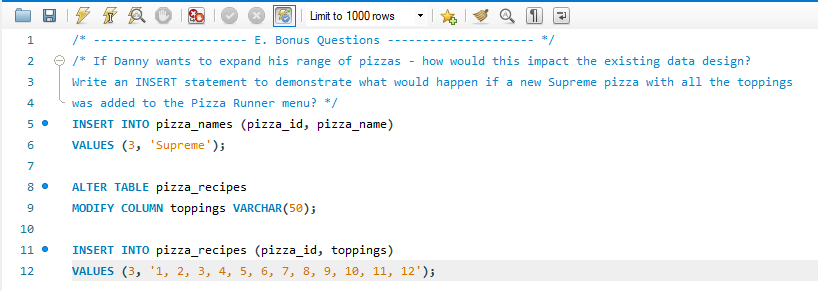 Limit to 1000 rows
1 /* --------------------- E. Bonus Questions -------------------- */
2 /* If Danny wants to expand his range of pizzas - how would this impact the existing data design?
3 Write an INSERT statement to demonstrate what would happen if a new Supreme pizza with all the toppings
4 was added to the Pizza Runner menu? */
5 INSERT INTO pizza_names (pizza_id, pizza_name)
6 VALUES (3, 'Supreme');
7
8 ALTER TABLE pizza_recipes
9 MODIFY COLUMN toppings VARCHAR(50);
10
11 INSERT INTO pizza_recipes (pizza_id, toppings)
12 VALUES (3, '1, 2, 3, 4, 5, 6, 7, 8, 9, 10, 11, 12');